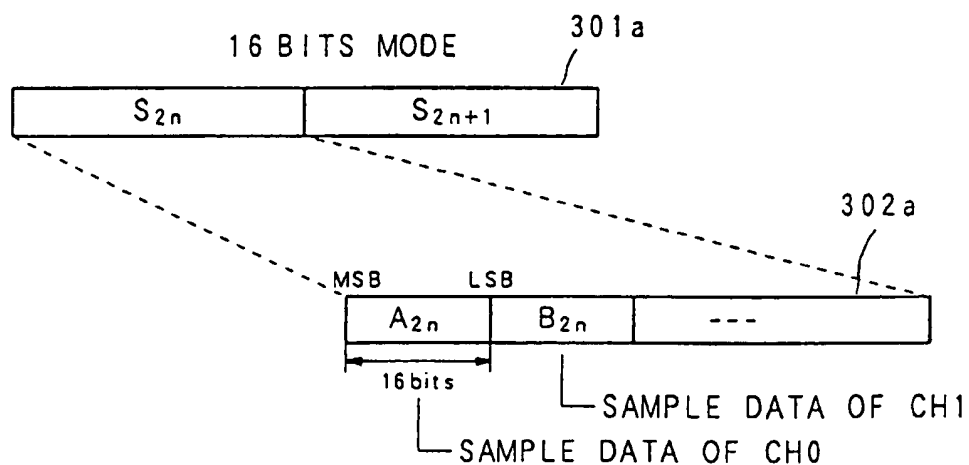 16 BITS MODE
301a
S2n S2n+1
302a
MSB LSB
A2n B2n ---
16bits
SAMPLE DATA OF CH1
SAMPLE DATA OF CH0